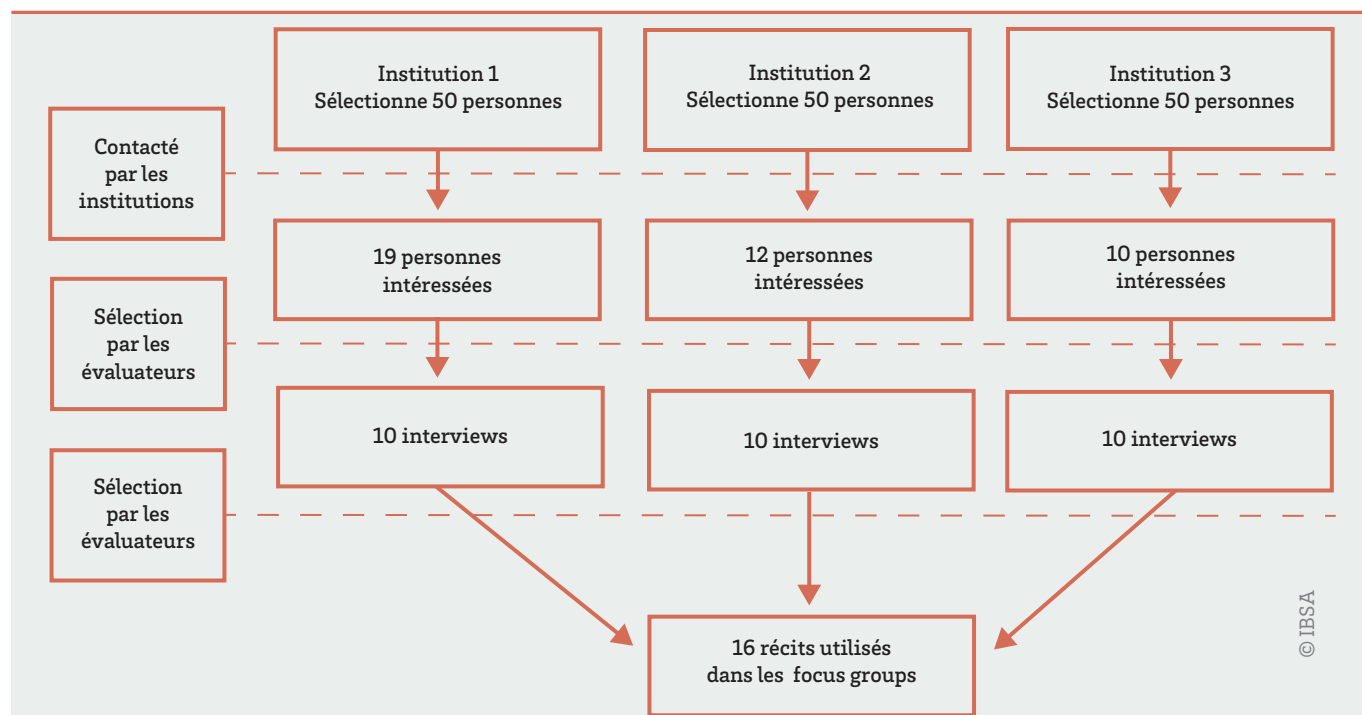 Institution 1
Sélectionne 50 personnes
Institution 2
Sélectionne 50 personnes
Institution 3
Sélectionne 50 personnes
Contacté
par les
institutions
19 personnes
intéressées
12 personnes
intéressées
10 personnes
intéressées
Sélection
par les
évaluateurs
10 interviews
10 interviews
10 interviews
Sélection
par les
évaluateurs
16 récits utilisés
dans les focus groups
© IBSA